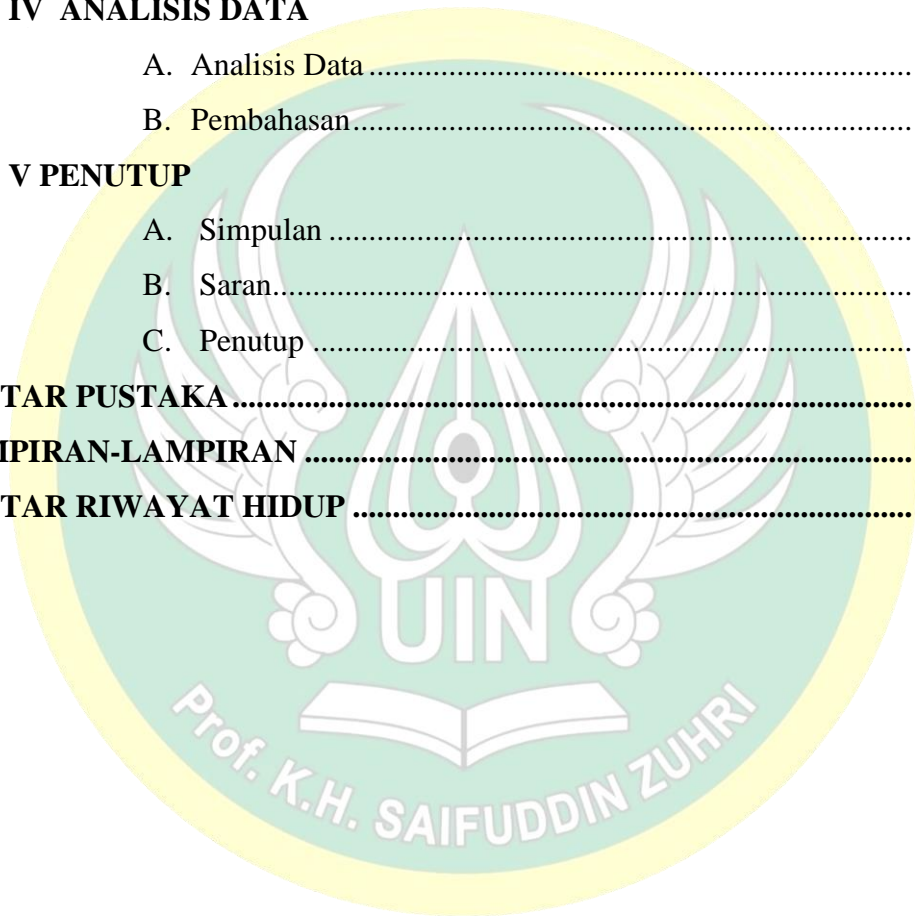 IV ANALISIS DATA
A. Analisis Data ....................................................................
B. Pembahasan......................................................................
V PENUTUP
A. Simpulan .........................................................................
B. Saran................................................................................
C. Penutup ...........................................................................
TAR PUSTAKA.....................................................................................
MPIRAN-LAMPIRAN ............................................................................
TAR RIWAYAT HIDUP ......................................................................
UIN
Prof. K.H. SAIFUDDIN ZUHRI